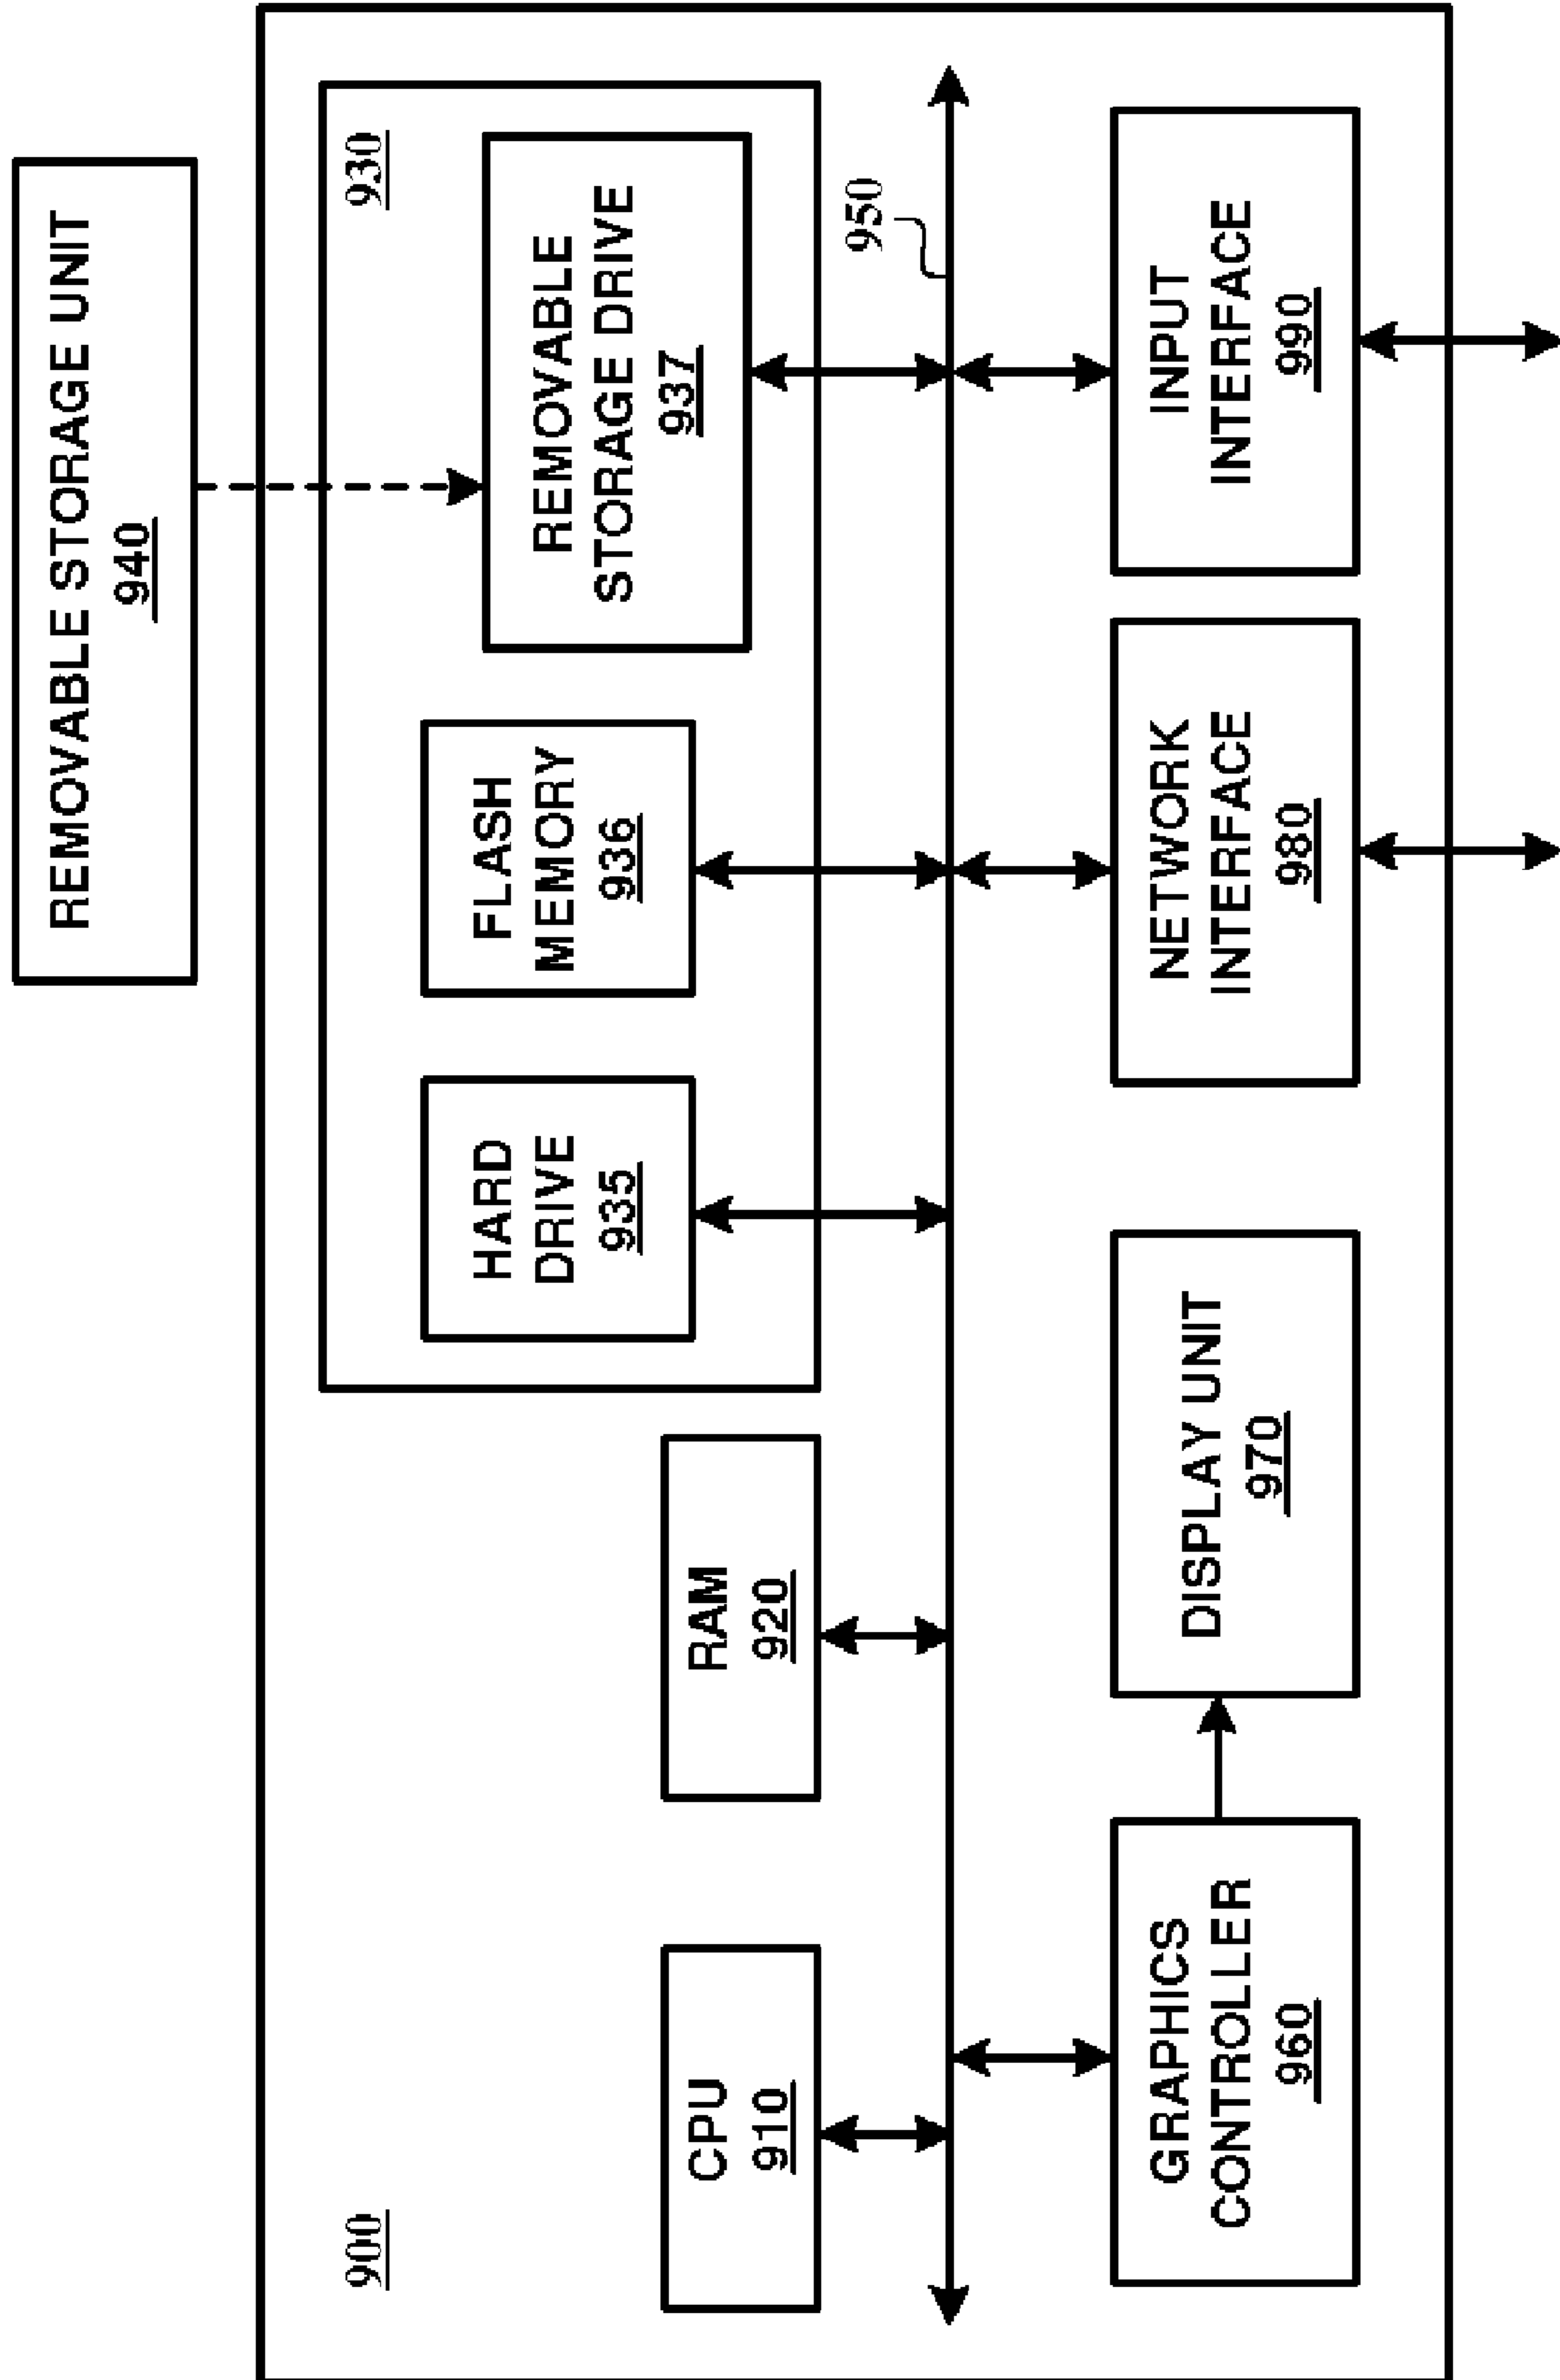 REMOVABLE STORAGE UNIT
940
900
930
CPU
910
RAM
920
HARD
DRIVE
935
FLASH
MEMORY
936
REMOVABLE
STORAGE DRIVE
937
950
GRAPHICS
CONTROLLER
960
DISPLAY UNIT
970
NETWORK
INTERFACE
980
INPUT
INTERFACE
990